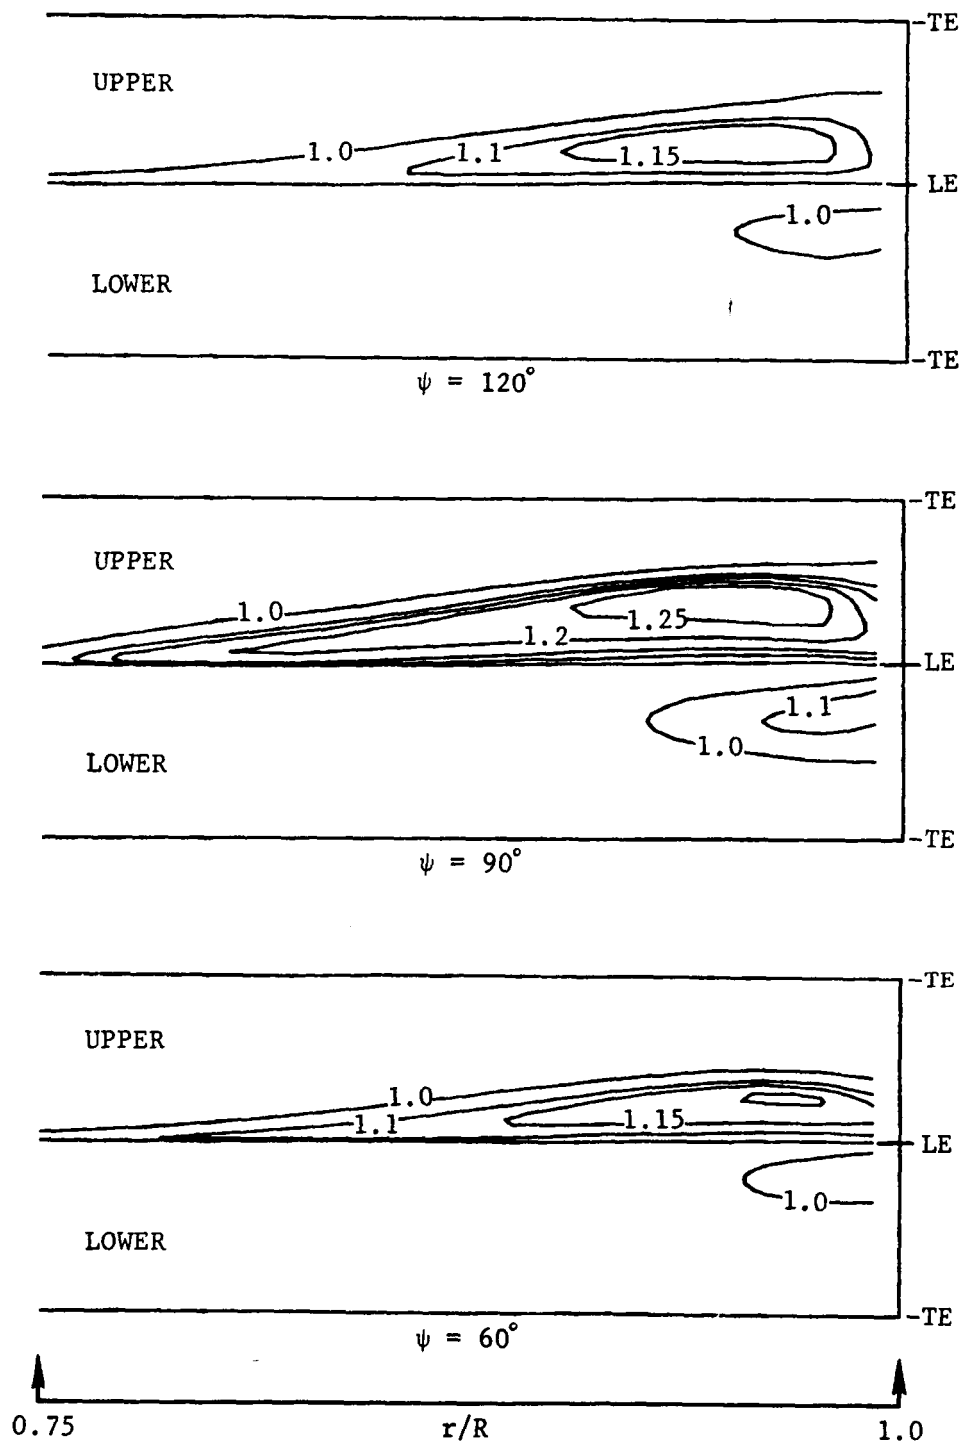 -TE
UPPER
1.0
1.1
1.15
LE
1.0
LOWER
-TE
ψ = 120°
-TE
UPPER
1.0
1.25
1.2
LE
1.1
1.0
LOWER
-TE
ψ = 90°
-TE
UPPER
1.0
1.1
1.15
LE
1.0
LOWER
-TE
ψ = 60°
0.75 r/R 1.0